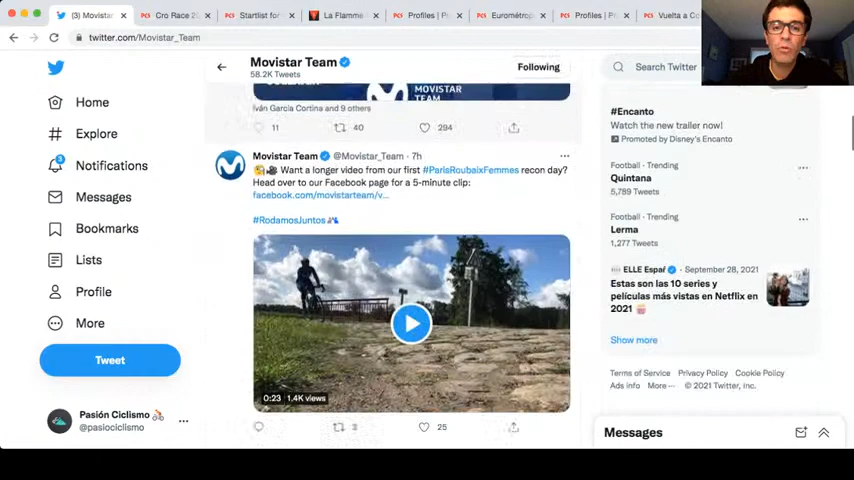 (3) Movistar
Cro Race 20
Startlist for
La Flamme
Profiles | P
Eurométrop
Profiles | P
Vuelta a Co
twitter.com/Movistar_Team
Movistar Team
58.2K Tweets
Following
Search Twitter
Home
Explore
3
Notifications
Messages
Bookmarks
Lists
Profile
More
Tweet
Pasión Ciclismo
@pasiociclismo
MOVISTAR
TEAM
Iván García Cortina and 9 others
11
40
294
Movistar Team @Movistar_Team · 7h
Want a longer video from our first #ParisRoubaixFemmes recon day?
Head over to our Facebook page for a 5-minute clip:
facebook.com/movistarteam/v...
#RodamosJuntos
0:23
1.4K views
3
25
#Encanto
Watch the new trailer now!
Promoted by Disney's Encanto
Football · Trending
Quintana
5,789 Tweets
Football · Trending
Lerma
1,277 Tweets
ELLE Españ · September 28, 2021
Estas son las 10 series y
películas más vistas en Netflix en
2021
Show more
Terms of Service Privacy Policy Cookie Policy
Ads info More ··· © 2021 Twitter, Inc.
Messages